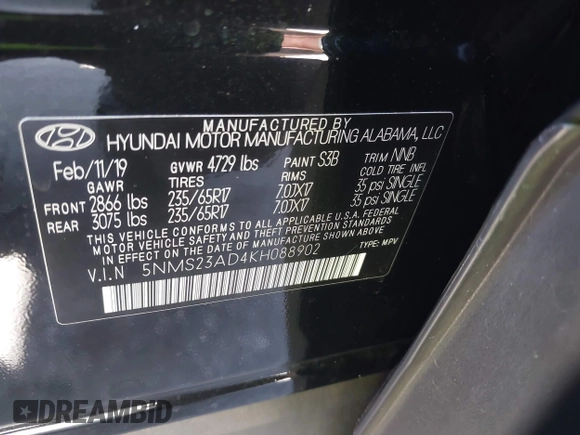 MANUFACTURED BY
HYUNDAI MOTOR MANUFACTURING ALABAMA, LLC
Feb/11/19 GVWR 4729 lbs PAINT S3B TRIM NNB
GAWR TIRES RIMS COLD TIRE INFL
FRONT 2866 lbs 235/65R17 7.0JX17 35 psi SINGLE
REAR 3075 lbs 235/65R17 7.0JX17 35 psi SINGLE
THIS VEHICLE CONFORMS TO ALL APPLICABLE U.S.A. FEDERAL
MOTOR VEHICLE SAFETY AND THEFT PREVENTION STANDARDS
IN EFFECT ON THE DATE OF MANUFACTURE SHOWN ABOVE.
V.I.N 5NMS23AD4KH088902 TYPE: MPV
DREAMBID